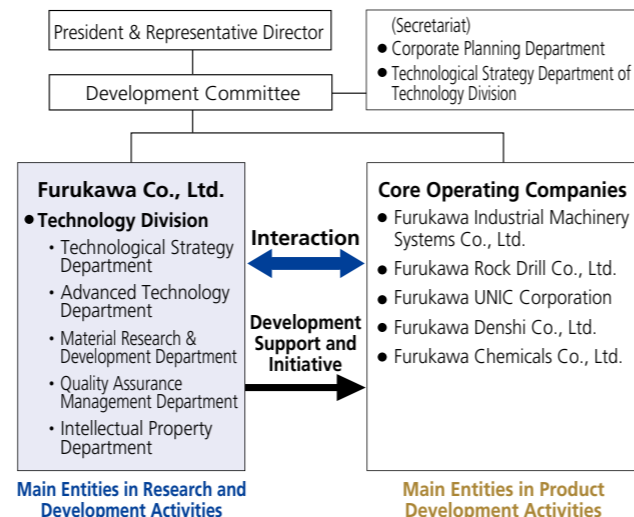 President & Representative Director
(Secretariat)
● Corporate Planning Department
● Technological Strategy Department of
Technology Division
Development Committee
Furukawa Co., Ltd.
● Technology Division
・Technological Strategy
Department
・Advanced Technology
Department
・Material Research &
Development Department
・Quality Assurance
Management Department
・Intellectual Property
Department
Interaction
Development
Support and
Initiative
Core Operating Companies
● Furukawa Industrial Machinery
Systems Co., Ltd.
● Furukawa Rock Drill Co., Ltd.
● Furukawa UNIC Corporation
● Furukawa Denshi Co., Ltd.
● Furukawa Chemicals Co., Ltd.
Main Entities in Research and
Development Activities
Main Entities in Product
Development Activities